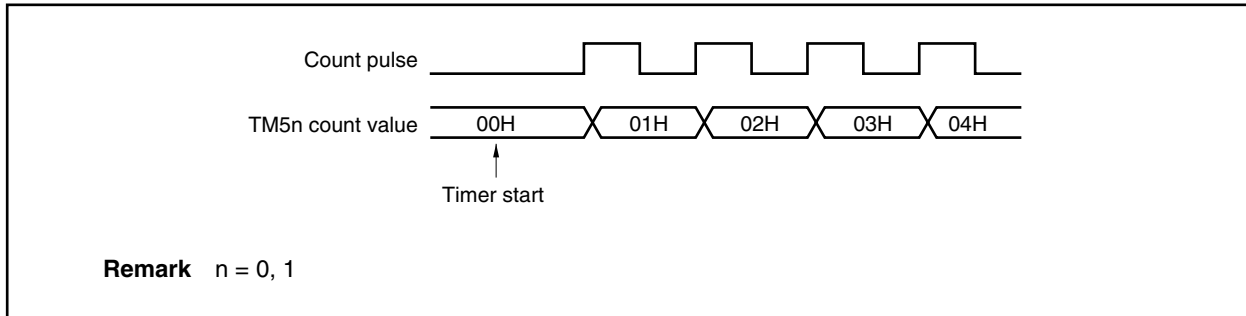 Count pulse
TM5n count value 00H 01H 02H 03H 04H
Timer start
Remark n = 0, 1